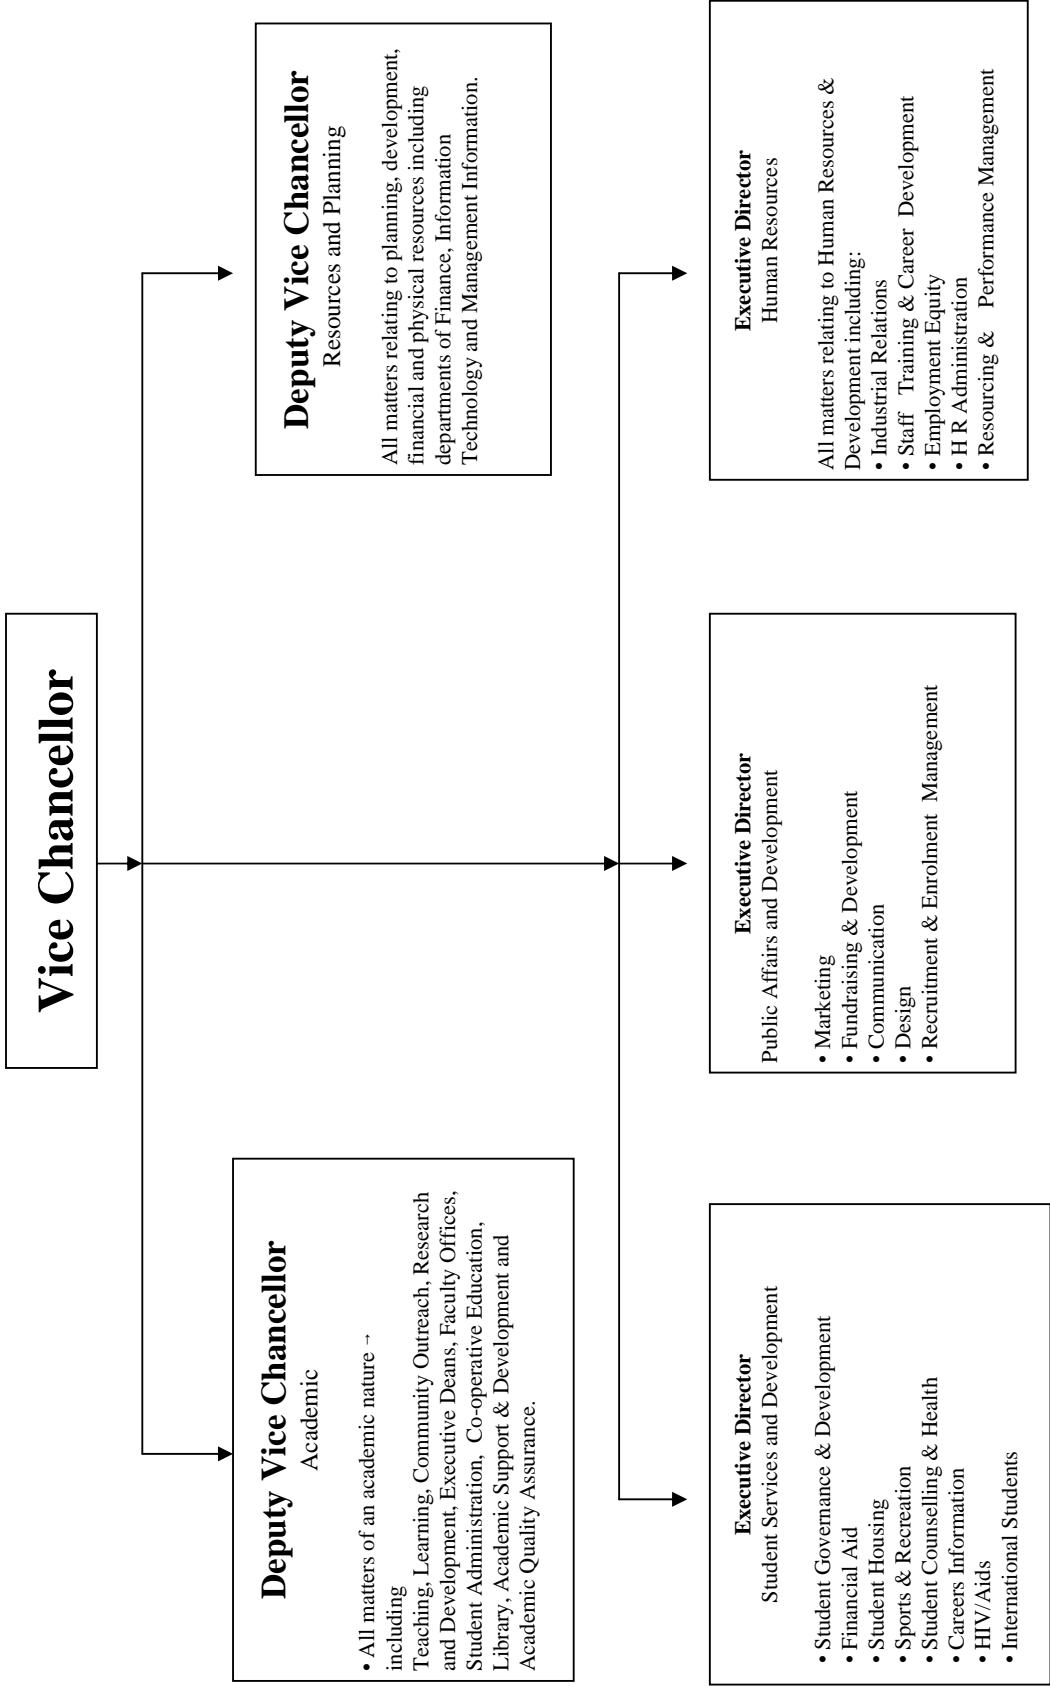 Vice Chancellor
Deputy Vice Chancellor
Academic
• All matters of an academic nature →
including
Teaching, Learning, Community Outreach, Research
and Development, Executive Deans, Faculty Offices,
Student Administration, Co-operative Education,
Library, Academic Support & Development and
Academic Quality Assurance.
Deputy Vice Chancellor
Resources and Planning
All matters relating to planning, development,
financial and physical resources including
departments of Finance, Information
Technology and Management Information.
Executive Director
Student Services and Development
• Student Governance & Development
• Financial Aid
• Student Housing
• Sports & Recreation
• Student Counselling & Health
• Careers Information
• HIV/Aids
• International Students
Executive Director
Public Affairs and Development
• Marketing
• Fundraising & Development
• Communication
• Design
• Recruitment & Enrolment Management
Executive Director
Human Resources
All matters relating to Human Resources &
Development including:
• Industrial Relations
• Staff Training & Career Development
• Employment Equity
• H R Administration
• Resourcing & Performance Management